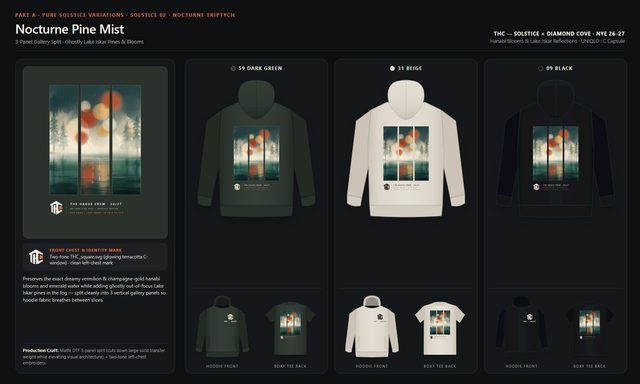 PART A · PURE SOLSTICE VARIATIONS · SOLSTICE 02 · NOCTURNE TRIPTYCH
Nocturne Pine Mist
3-Panel Gallery Split · Ghostly Lake Iskar Pines & Blooms
THC — SOLSTICE × DIAMOND COVE · NYE 26-27
Hanabi Blooms & Lake Iskar Reflections · UNIQLO : C Capsule
THE HANDS CREW · 26/27
FRONT CHEST & IDENTITY MARK
Two-tone THC_square.svg (glowing terracotta C-
window) · clean left-chest mark
Preserves the exact dreamy vermilion & champagne-gold hanabi
blooms and emerald water while adding ghostly out-of-focus Lake
Iskar pines in the fog — split cleanly into 3 vertical gallery panels so
hoodie fabric breathes between slices.
Production Craft: Matte DTF 3-panel split (cuts down large solid transfer
weight while elevating visual architecture) + two-tone left-chest
embroidery.
59 DARK GREEN
HOODIE FRONT
BOXY TEE BACK
31 BEIGE
HOODIE FRONT
BOXY TEE BACK
09 BLACK
HOODIE FRONT
BOXY TEE BACK